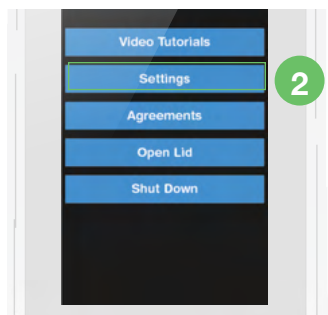 Video Tutorials
Settings
2
Agreements
Open Lid
Shut Down